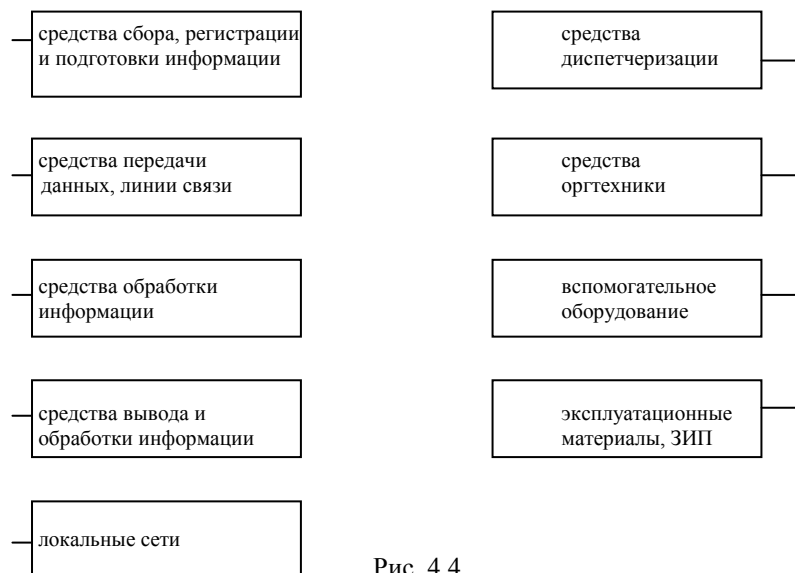 средства сбора, регистрации
и подготовки информации
средства
диспетчеризации
средства передачи
данных, линии связи
средства
оргтехники
средства обработки
информации
вспомогательное
оборудование
средства вывода и
обработки информации
эксплуатационные
материалы, ЗИП
локальные сети
Рис. 4.4